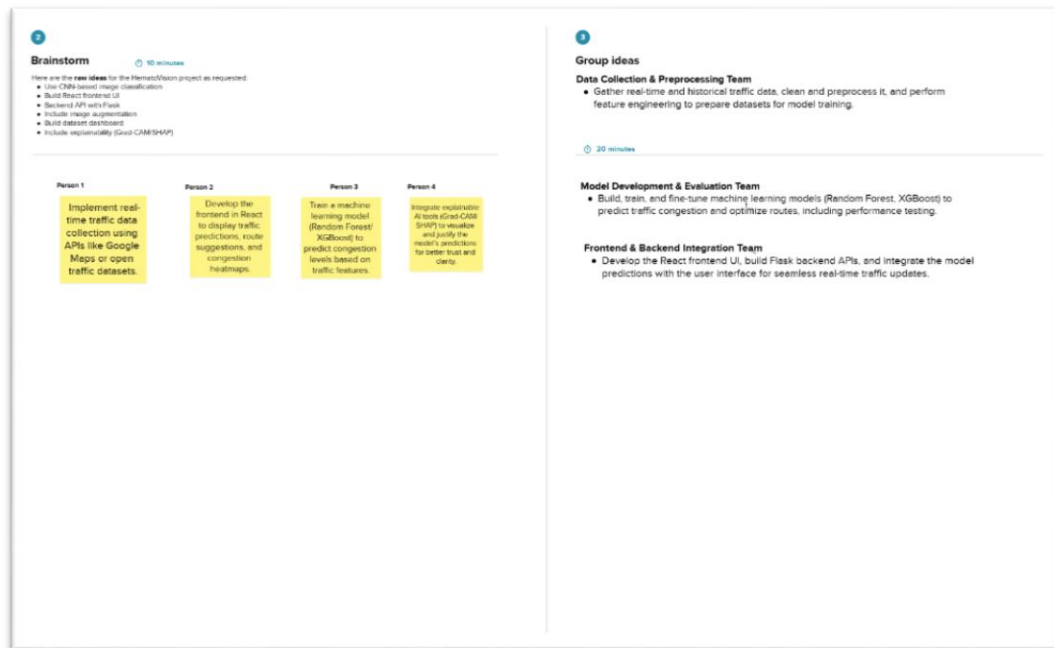 2
Brainstorm
10 minutes
Here are the raw ideas for the HematoVision project as requested:
• Use CNN-based image classification
• Build React frontend UI
• Backend API with Flask
• Include image augmentation
• Build dataset dashboard
• Include explainability (Grad-CAM/SHAP)
Person 1
Implement real-
time traffic data
collection using
APIs like Google
Maps or open
traffic datasets.
Person 2
Develop the
frontend in React
to display traffic
predictions, route
suggestions, and
congestion
heatmaps.
Person 3
Train a machine
learning model
(Random Forest/
XGBoost) to
predict congestion
levels based on
traffic features.
Person 4
Integrate explainable
AI tools (Grad-CAM/
SHAP) to visualize
and justify the
model's predictions
for better trust and
clarity.
3
Group ideas
Data Collection & Preprocessing Team
• Gather real-time and historical traffic data, clean and preprocess it, and perform
feature engineering to prepare datasets for model training.
20 minutes
Model Development & Evaluation Team
• Build, train, and fine-tune machine learning models (Random Forest, XGBoost) to
predict traffic congestion and optimize routes, including performance testing.
Frontend & Backend Integration Team
• Develop the React frontend UI, build Flask backend APIs, and integrate the model
predictions with the user interface for seamless real-time traffic updates.